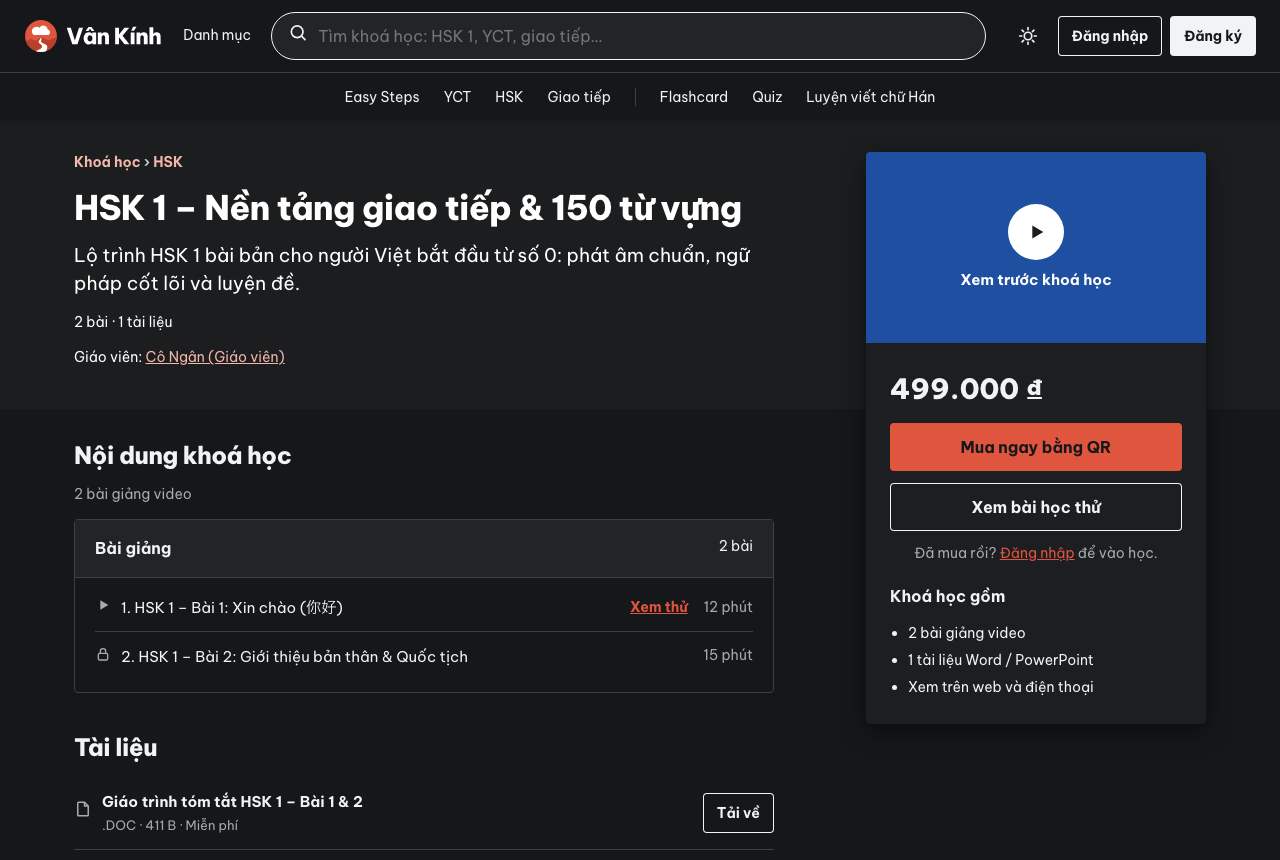 Vân Kính
Danh mục
Tìm khoá học: HSK 1, YCT, giao tiếp...
Đăng nhập
Đăng ký
Easy Steps
YCT
HSK
Giao tiếp
Flashcard
Quiz
Luyện viết chữ Hán
Khoá học › HSK
HSK 1 – Nền tảng giao tiếp & 150 từ vựng
Lộ trình HSK 1 bài bản cho người Việt bắt đầu từ số 0: phát âm chuẩn, ngữ
pháp cốt lõi và luyện đề.
2 bài · 1 tài liệu
Giáo viên: Cô Ngân (Giáo viên)
Xem trước khoá học
499.000 ₫
Mua ngay bằng QR
Xem bài học thử
Đã mua rồi? Đăng nhập để vào học.
Khoá học gồm
2 bài giảng video
1 tài liệu Word / PowerPoint
Xem trên web và điện thoại
Nội dung khoá học
2 bài giảng video
Bài giảng
2 bài
1. HSK 1 – Bài 1: Xin chào (你好)
Xem thử
12 phút
2. HSK 1 – Bài 2: Giới thiệu bản thân & Quốc tịch
15 phút
Tài liệu
Giáo trình tóm tắt HSK 1 – Bài 1 & 2
.DOC · 411 B · Miễn phí
Tải về